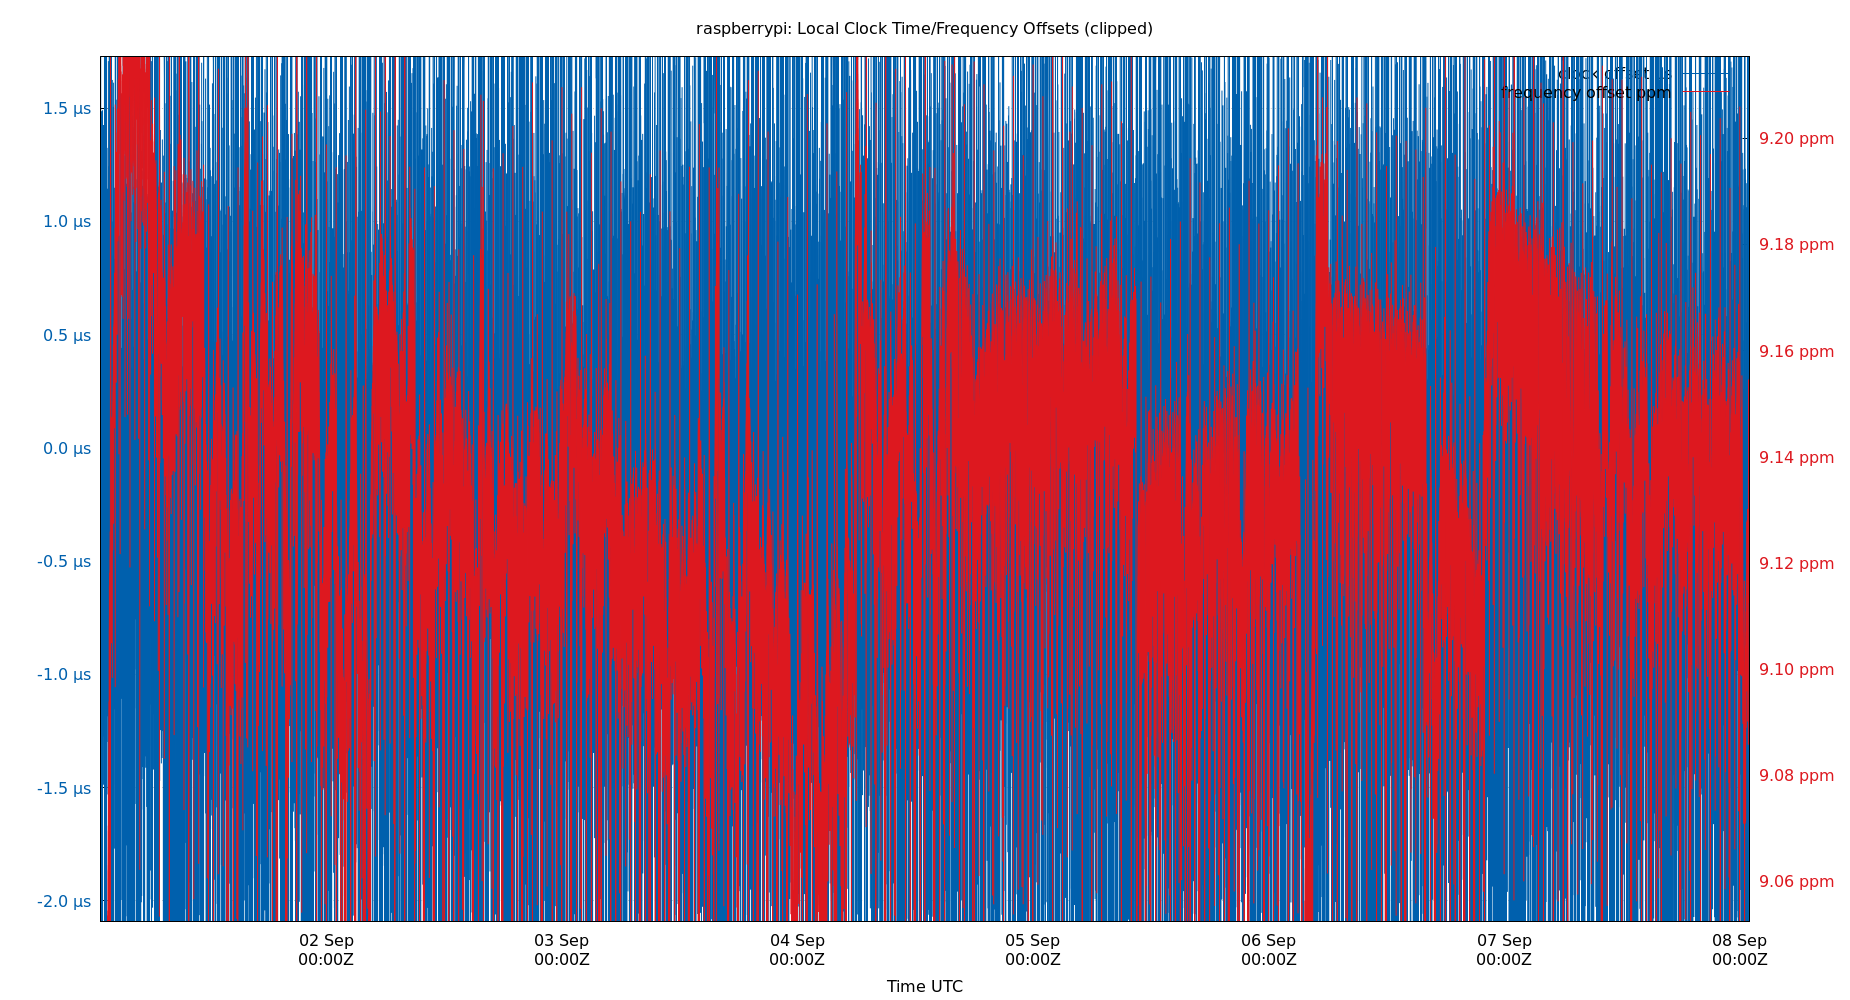 raspberrypi: Local Clock Time/Frequency Offsets (clipped)
clock offset
frequency offset ppm
1.5 µs
1.0 µs
0.5 µs
0.0 µs
-0.5 µs
-1.0 µs
-1.5 µs
-2.0 µs
9.20 ppm
9.18 ppm
9.16 ppm
9.14 ppm
9.12 ppm
9.10 ppm
9.08 ppm
9.06 ppm
02 Sep
00:00Z
03 Sep
00:00Z
04 Sep
00:00Z
05 Sep
00:00Z
06 Sep
00:00Z
07 Sep
00:00Z
08 Sep
00:00Z
Time UTC